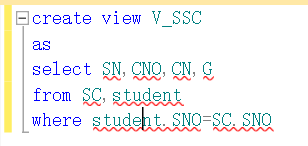 create view V_SSC
as
select SN,CNO,CN,G
from SC,student
where student.SNO=SC.SNO